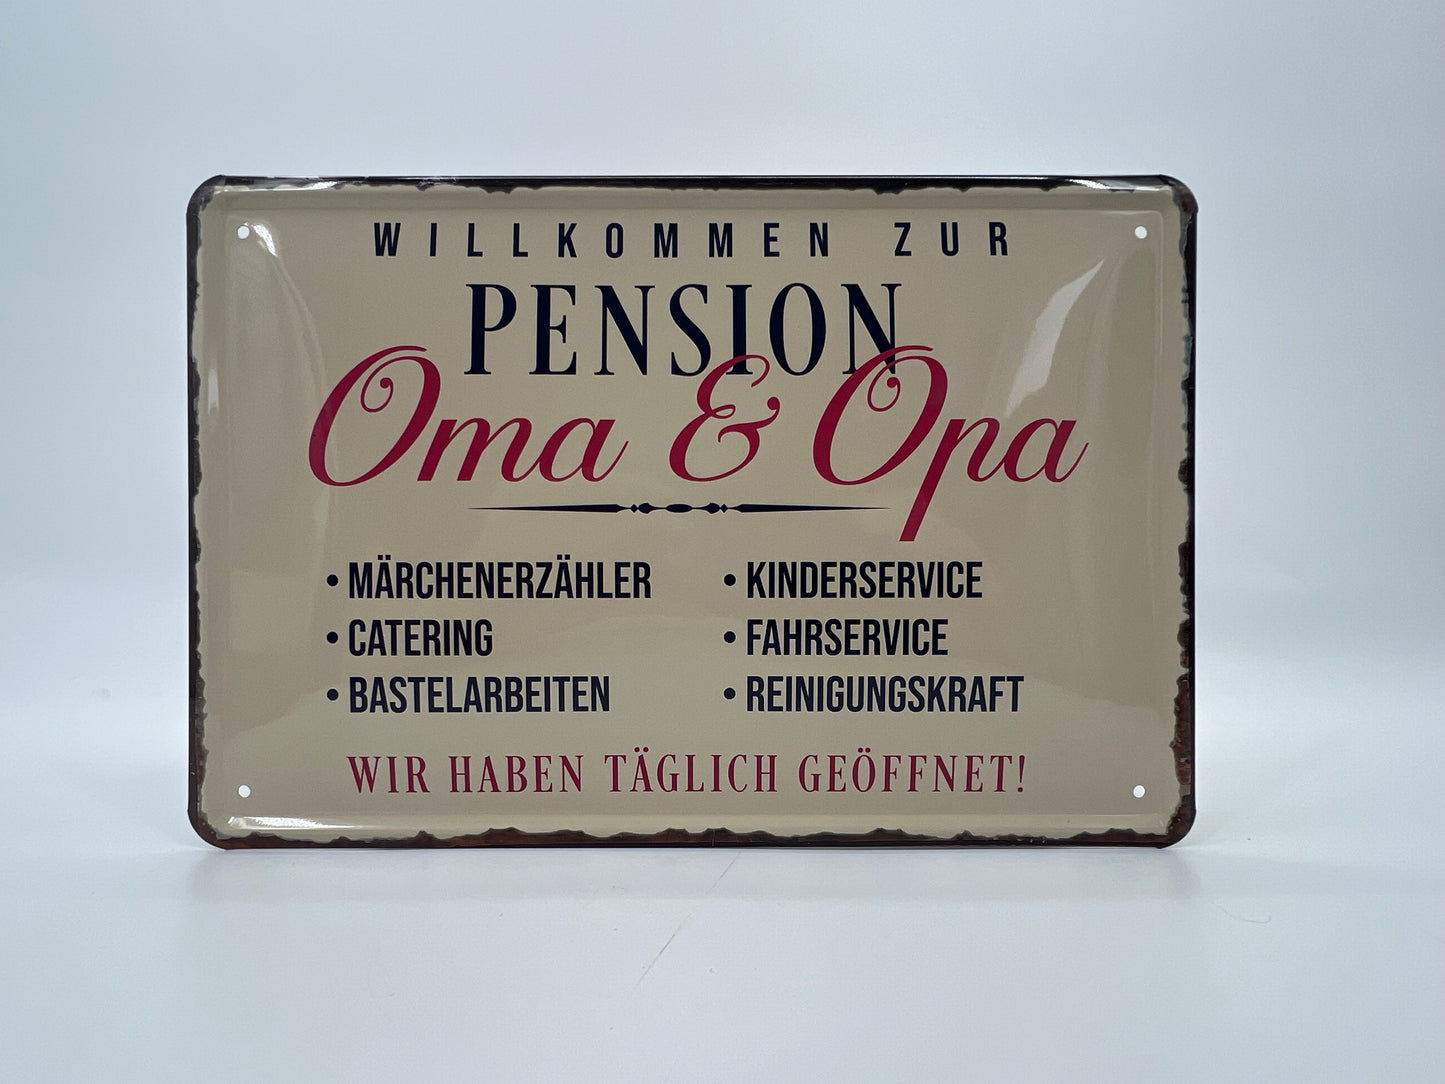 WILLKOMMEN ZUR
PENSION
Oma & Opa
• MÄRCHENERZÄHLER
• CATERING
• BASTELARBEITEN
• KINDERSERVICE
• FAHRSERVICE
• REINIGUNGSKRAFT
WIR HABEN TÄGLICH GEÖFFNET!